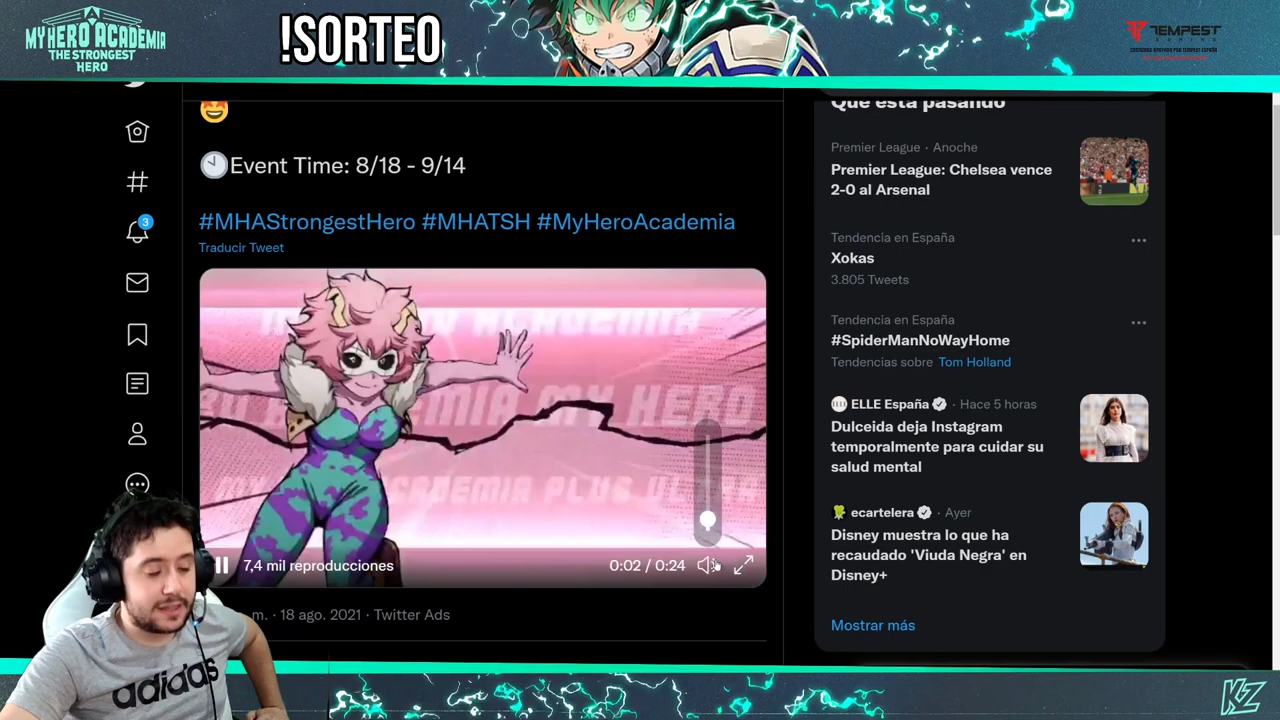 MY HERO ACADEMIA
THE STRONGEST
HERO
!SORTEO
TEMPEST
Qué está pasando
Event Time: 8/18 - 9/14
#MHAStrongestHero #MHATSH #MyHeroAcademia
Traducir Tweet
3
7,4 mil reproducciones
0:02 / 0:24
m. · 18 ago. 2021 · Twitter Ads
Premier League · Anoche
Premier League: Chelsea vence
2-0 al Arsenal
Tendencia en España
Xokas
3.805 Tweets
Tendencia en España
#SpiderManNoWayHome
Tendencias sobre Tom Holland
ELLE España · Hace 5 horas
Dulceida deja Instagram
temporalmente para cuidar su
salud mental
ecartelera · Ayer
Disney muestra lo que ha
recaudado 'Viuda Negra' en
Disney+
Mostrar más
adidas
KZ